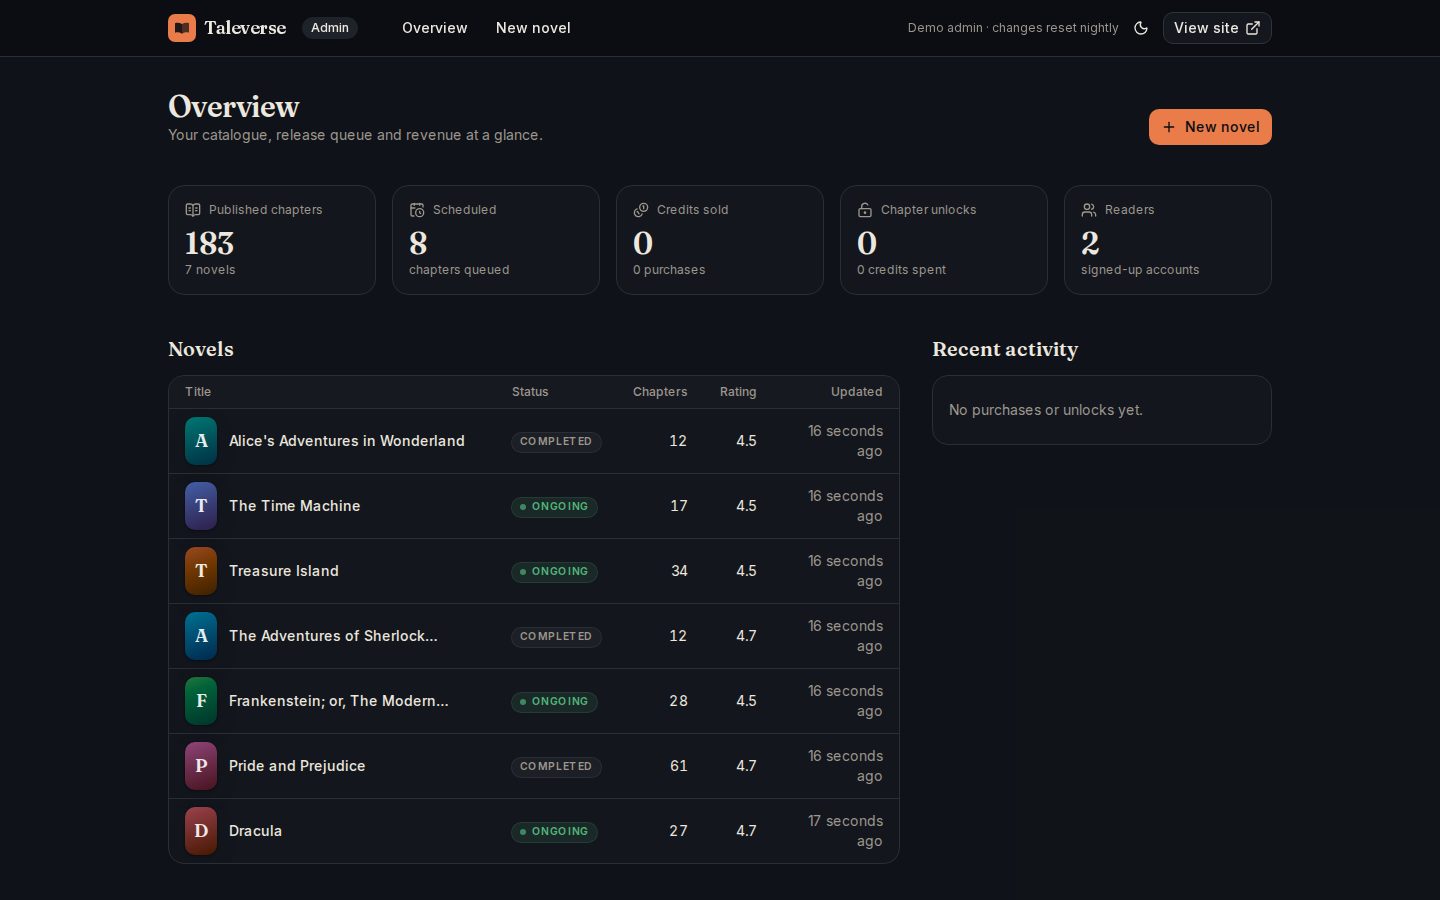 Taleverse Admin Overview New novel Demo admin · changes reset nightly View site
Overview
Your catalogue, release queue and revenue at a glance.
New novel
Published chapters
183
7 novels
Scheduled
8
chapters queued
Credits sold
0
0 purchases
Chapter unlocks
0
0 credits spent
Readers
2
signed-up accounts
Novels
Title Status Chapters Rating Updated
A Alice's Adventures in Wonderland COMPLETED 12 4.5 16 seconds
ago
T The Time Machine ONGOING 17 4.5 16 seconds
ago
T Treasure Island ONGOING 34 4.5 16 seconds
ago
A The Adventures of Sherlock... COMPLETED 12 4.7 16 seconds
ago
F Frankenstein; or, The Modern... ONGOING 28 4.5 16 seconds
ago
P Pride and Prejudice COMPLETED 61 4.7 16 seconds
ago
D Dracula ONGOING 27 4.7 17 seconds
ago
Recent activity
No purchases or unlocks yet.